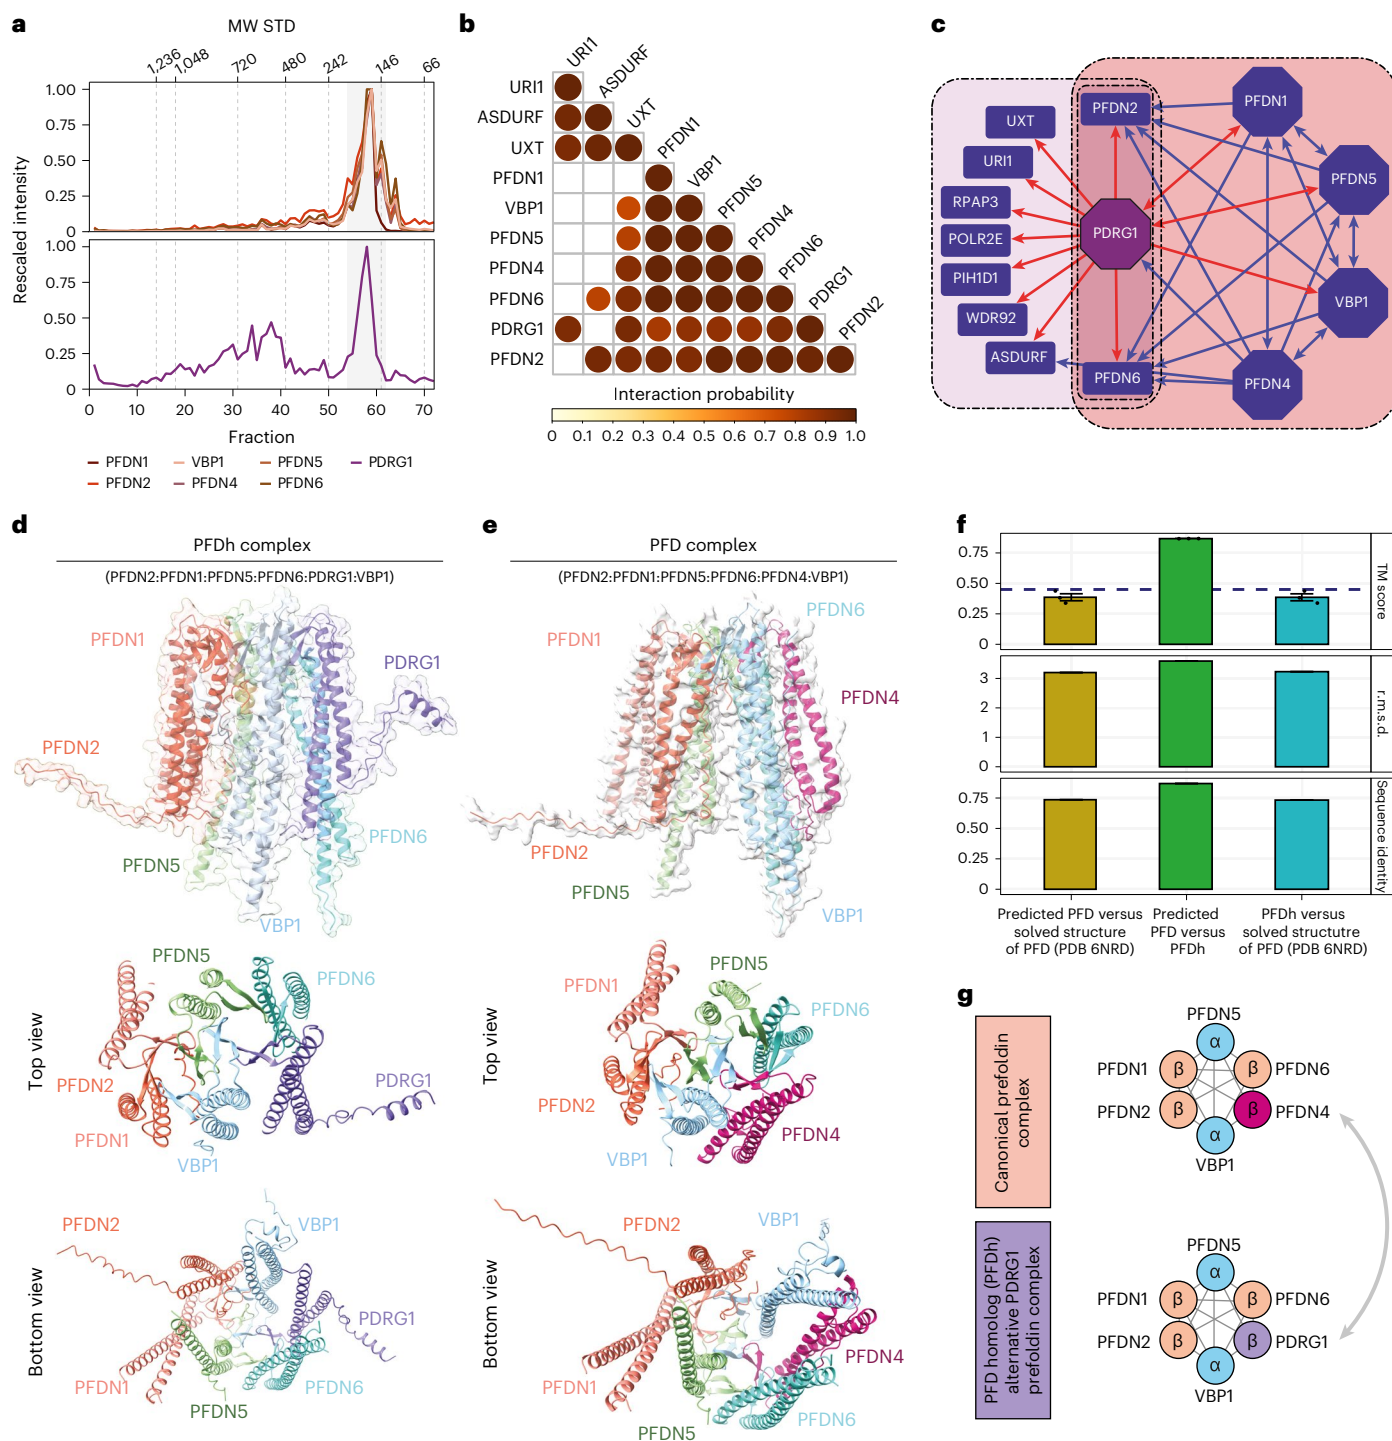 a
MW STD
1,236
1,048
720
480
242
146
66
Rescaled intensity
1.00
0.75
0.50
0.25
0
1.00
0.75
0.50
0.25
0
0 10 20 30 40 50 60 70
Fraction
PFDN1 VBP1 PFDN5 PDRG1
PFDN2 PFDN4 PFDN6
b
URI1
ASDURF
UXT
PFDN1
VBP1
PFDN5
PFDN4
PFDN6
PDRG1
PFDN2
URI1
ASDURF
UXT
PFDN1
VBP1
PFDN5
PFDN4
PFDN6
PDRG1
PFDN2
Interaction probability
0 0.1 0.2 0.3 0.4 0.5 0.6 0.7 0.8 0.9 1.0
c
PFDN2
PFDN1
UXT
URI1
PFDN5
RPAP3
PDRG1
POLR2E
PIH1D1
VBP1
WDR92
ASDURF
PFDN6
PFDN4
d
PFDh complex
(PFDN2:PFDN1:PFDN5:PFDN6:PDRG1:VBP1)
PFDN1
PDRG1
PFDN2
PFDN6
PFDN5
VBP1
Top view
PFDN5
PFDN6
PFDN2
PDRG1
PFDN1
VBP1
Bottom view
PFDN2
VBP1
PDRG1
PFDN1
PFDN6
PFDN5
e
PFD complex
(PFDN2:PFDN1:PFDN5:PFDN6:PFDN4:VBP1)
PFDN6
PFDN1
PFDN4
PFDN2
PFDN5
VBP1
Top view
PFDN5
PFDN1
PFDN6
PFDN2
PFDN4
VBP1
Bottom view
PFDN2
VBP1
PFDN4
PFDN1
PFDN6
PFDN5
f
0.75
0.50
0.25
0
TM score
3
2
1
0
r.m.s.d.
0.75
0.50
0.25
0
Sequence identity
Predicted PFD versus
solved structure
of PFD (PDB 6NRD)
Predicted
PFD versus
PFDh
PFDh versus
solved strucutre
of PFD (PDB 6NRD)
g
Canonical prefoldin
complex
PFDN5
α
PFDN1 β β PFDN6
PFDN2 β β PFDN4
α
VBP1
PFD homolog (PFDh)
alternative PDRG1
prefoldin complex
PFDN5
α
PFDN1 β β PFDN6
PFDN2 β β PDRG1
α
VBP1